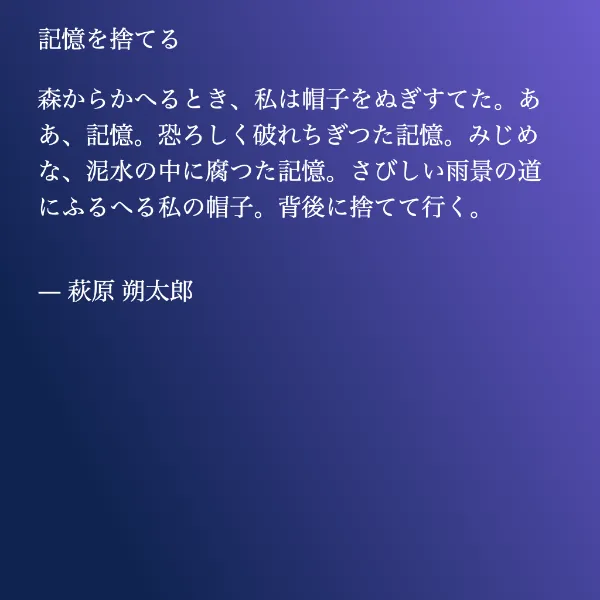 記憶を捨てる
森からかへるとき、私は帽子をぬぎすてた。あ
あ、記憶。恐ろしく破れちぎつた記憶。みじめ
な、泥水の中に腐つた記憶。さびしい雨景の道
にふるへる私の帽子。背後に捨てて行く。
— 萩原 朔太郎